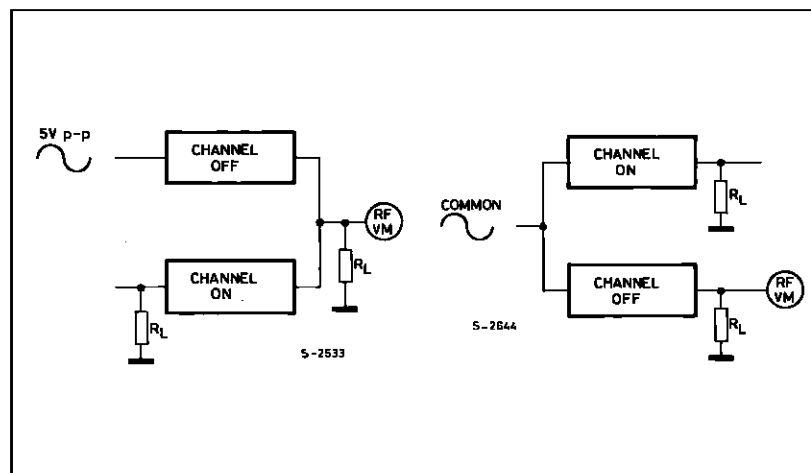 5V p-p
CHANNEL
OFF
RF
VM
RL
CHANNEL
ON
RL
S-2533
CHANNEL
ON
RL
COMMON
CHANNEL
OFF
RF
VM
RL
S-2644